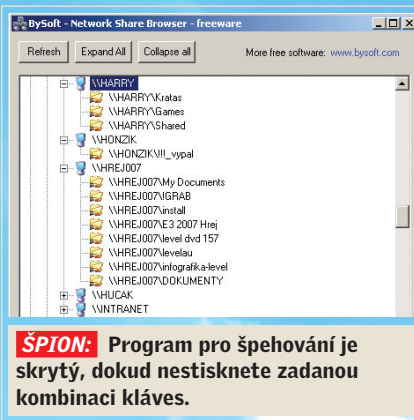 BySoft - Network Share Browser - freeware
Refresh Expand All Collapse all More free software: www.bysoft.com
\\HARRY
\\HARRY\Kratas
\\HARRY\Games
\\HARRY\Shared
\\HONZIK
\\HONZIK\!!!_vypal
\\HREJ007
\\HREJ007\My Documents
\\HREJ007\!GRAB
\\HREJ007\install
\\HREJ007\E3 2007 Hrej
\\HREJ007\level dvd 157
\\HREJ007\levelau
\\HREJ007\infografika-level
\\HREJ007\DOKUMENTY
\\HUCAK
\\INTRANET
ŠPION: Program pro špehování je
skrytý, dokud nestisknete zadanou
kombinaci kláves.